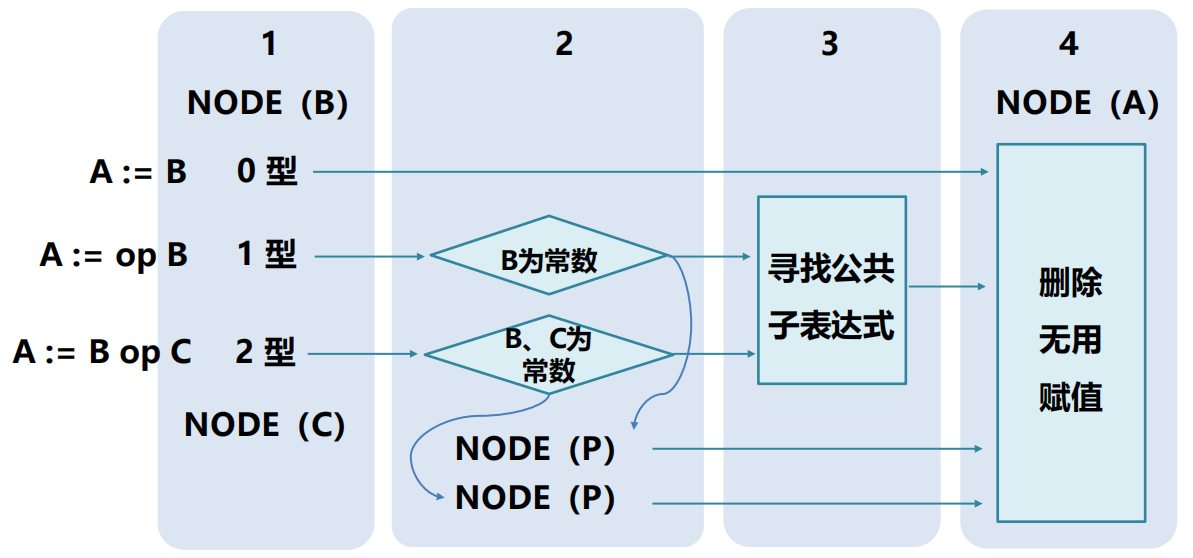 1
2
3
4
NODE（B）
NODE（A）
A := B 0 型
A := op B 1 型
B为常数
寻找公共
子表达式
删除
无用
赋值
A := B op C 2 型
B、C为
常数
NODE（C）
NODE（P）
NODE（P）